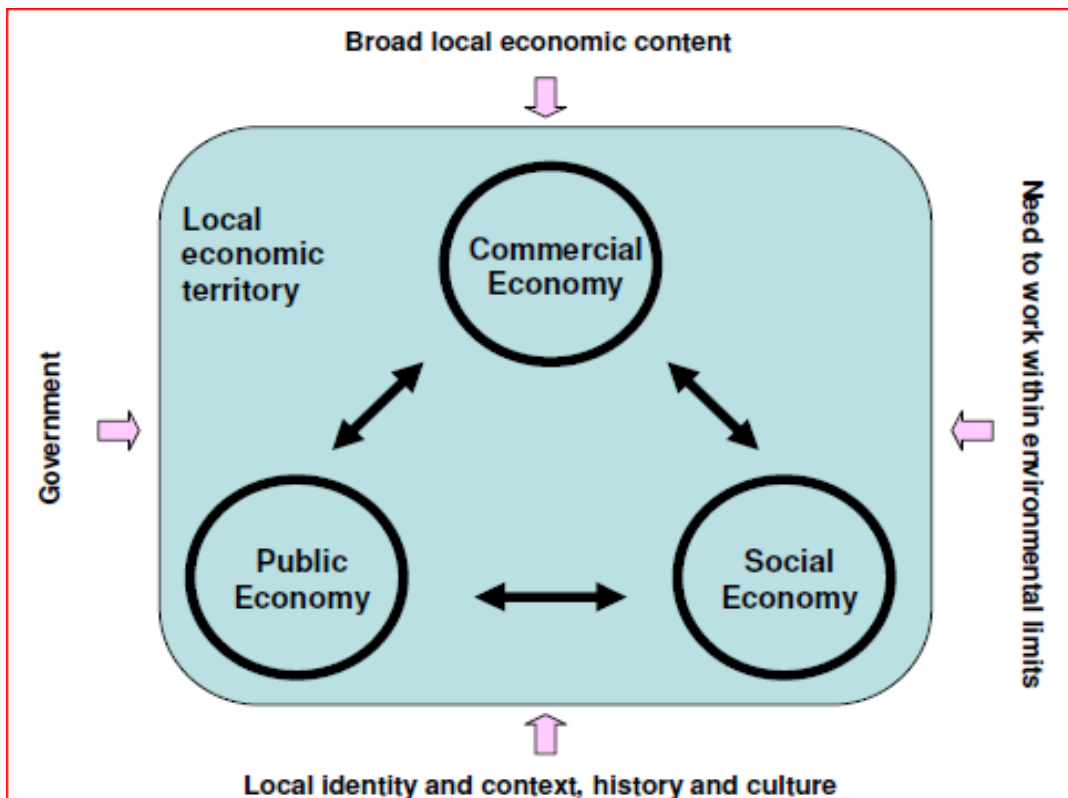 Broad local economic content
Local
economic
territory
Commercial
Economy
Government
Need to work within environmental limits
Public
Economy
Social
Economy
Local identity and context, history and culture